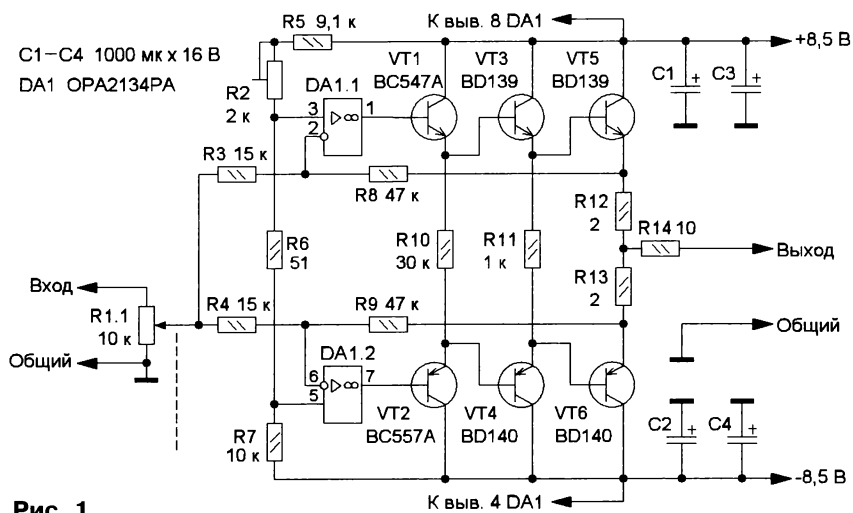 R5 9,1 к
К выв. 8 DA1
+8,5 В
С1–С4 1000 мк х 16 В
DA1 OPA2134PA
VT1
BC547A
VT3
BD139
VT5
BD139
C1
+
C3
+
R2
2 к
DA1.1
3
2
1
▷∞
R3 15 к
R8 47 к
R12
2
R14 10
Выход
R6
51
R10
30 к
R11
1 к
R13
2
Вход
R1.1
10 к
Общий
R4 15 к
R9 47 к
Общий
DA1.2
6
5
7
▷∞
VT2
BC557A
VT4
BD140
VT6
BD140
C2
+
C4
+
R7
10 к
-8,5 В
К выв. 4 DA1
Рис. 1